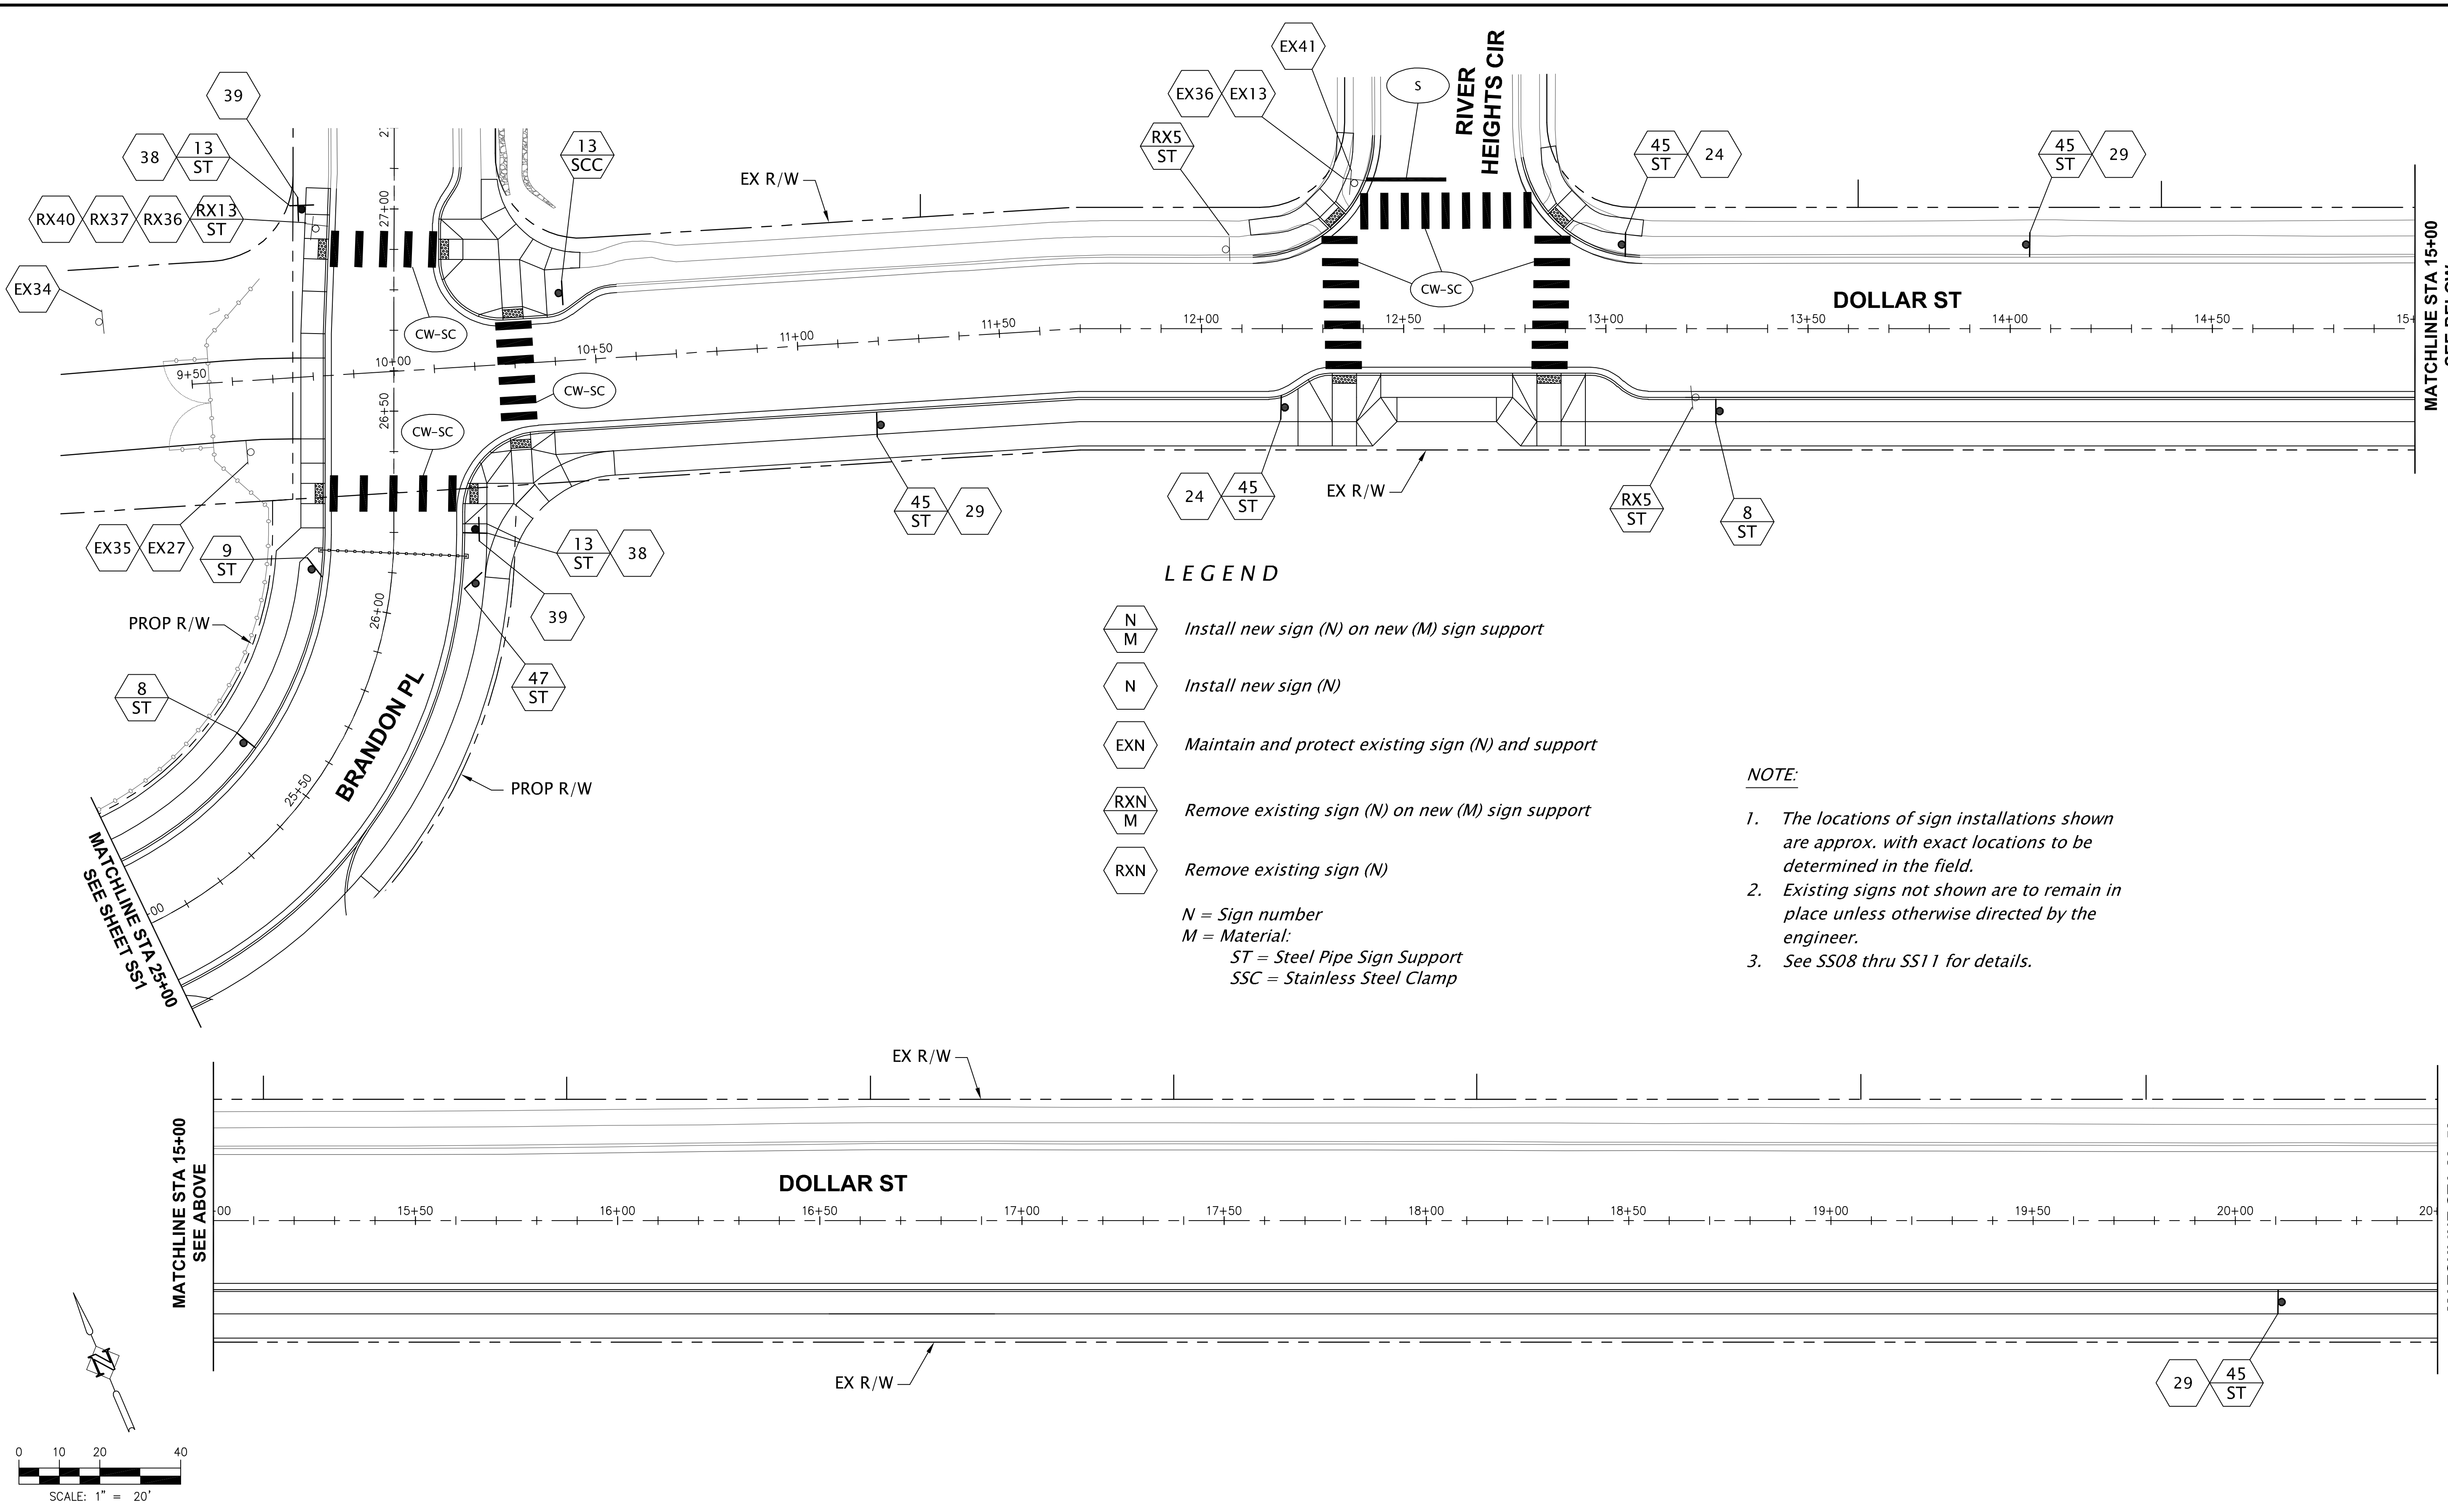 EX41
RIVER
HEIGHTS CIR
39
EX36
EX13
S
RX5
ST
38
13
ST
13
SCC
45
ST
24
45
ST
29
EX R/W
RX40
RX37
RX36
RX13
ST
27+00
EX34
CW-SC
CW-SC
DOLLAR ST
MATCHLINE STA 15+00
9+50
10+00
10+50
11+00
11+50
12+00
12+50
13+00
13+50
14+00
14+50
15+
CW-SC
26+50
CW-SC
EX35
EX27
9
ST
45
ST
29
24
45
ST
EX R/W
RX5
ST
8
ST
13
ST
38
39
26+00
PROP R/W
8
ST
47
ST
BRANDON PL
25+50
PROP R/W
MATCHLINE STA 25+00
SEE SHEET SS1
00
LEGEND
N
M
Install new sign (N) on new (M) sign support
N
Install new sign (N)
EXN
Maintain and protect existing sign (N) and support
RXN
M
Remove existing sign (N) on new (M) sign support
RXN
Remove existing sign (N)
N = Sign number
M = Material:
ST = Steel Pipe Sign Support
SSC = Stainless Steel Clamp
NOTE:
1. The locations of sign installations shown
are approx. with exact locations to be
determined in the field.
2. Existing signs not shown are to remain in
place unless otherwise directed by the
engineer.
3. See SS08 thru SS11 for details.
EX R/W
MATCHLINE STA 15+00
SEE ABOVE
DOLLAR ST
00
15+50
16+00
16+50
17+00
17+50
18+00
18+50
19+00
19+50
20+00
20+
EX R/W
29
45
ST
N
0 10 20 40
SCALE: 1" = 20'